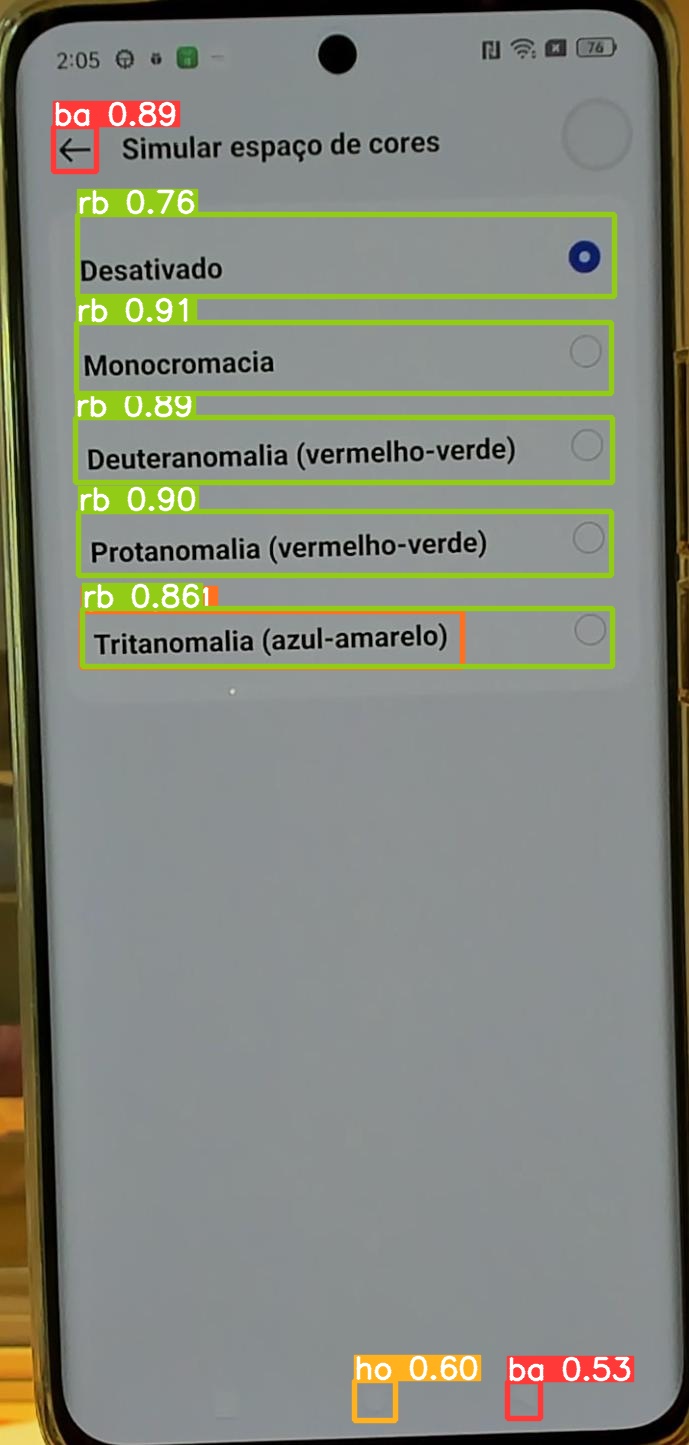 2:05
76
ba 0.89
Simular espaço de cores
rb 0.76
Desativado
rb 0.91
Monocromacia
rb 0.89
Deuteranomalia (vermelho-verde)
rb 0.90
Protanomalia (vermelho-verde)
rb 0.86
Tritanomalia (azul-amarelo)
ho 0.60
ba 0.53